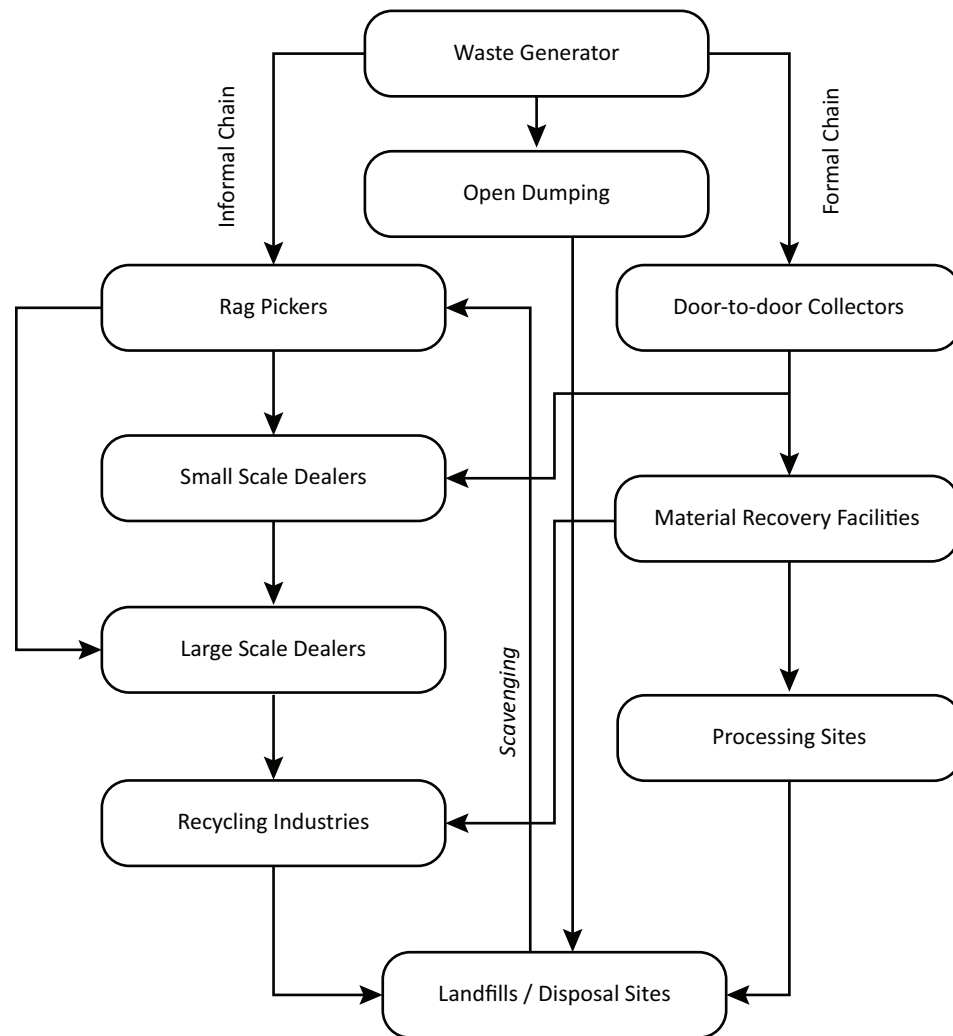 Waste Generator
Informal Chain
Formal Chain
Open Dumping
Rag Pickers
Door-to-door Collectors
Small Scale Dealers
Material Recovery Facilities
Large Scale Dealers
Scavenging
Processing Sites
Recycling Industries
Landfills / Disposal Sites